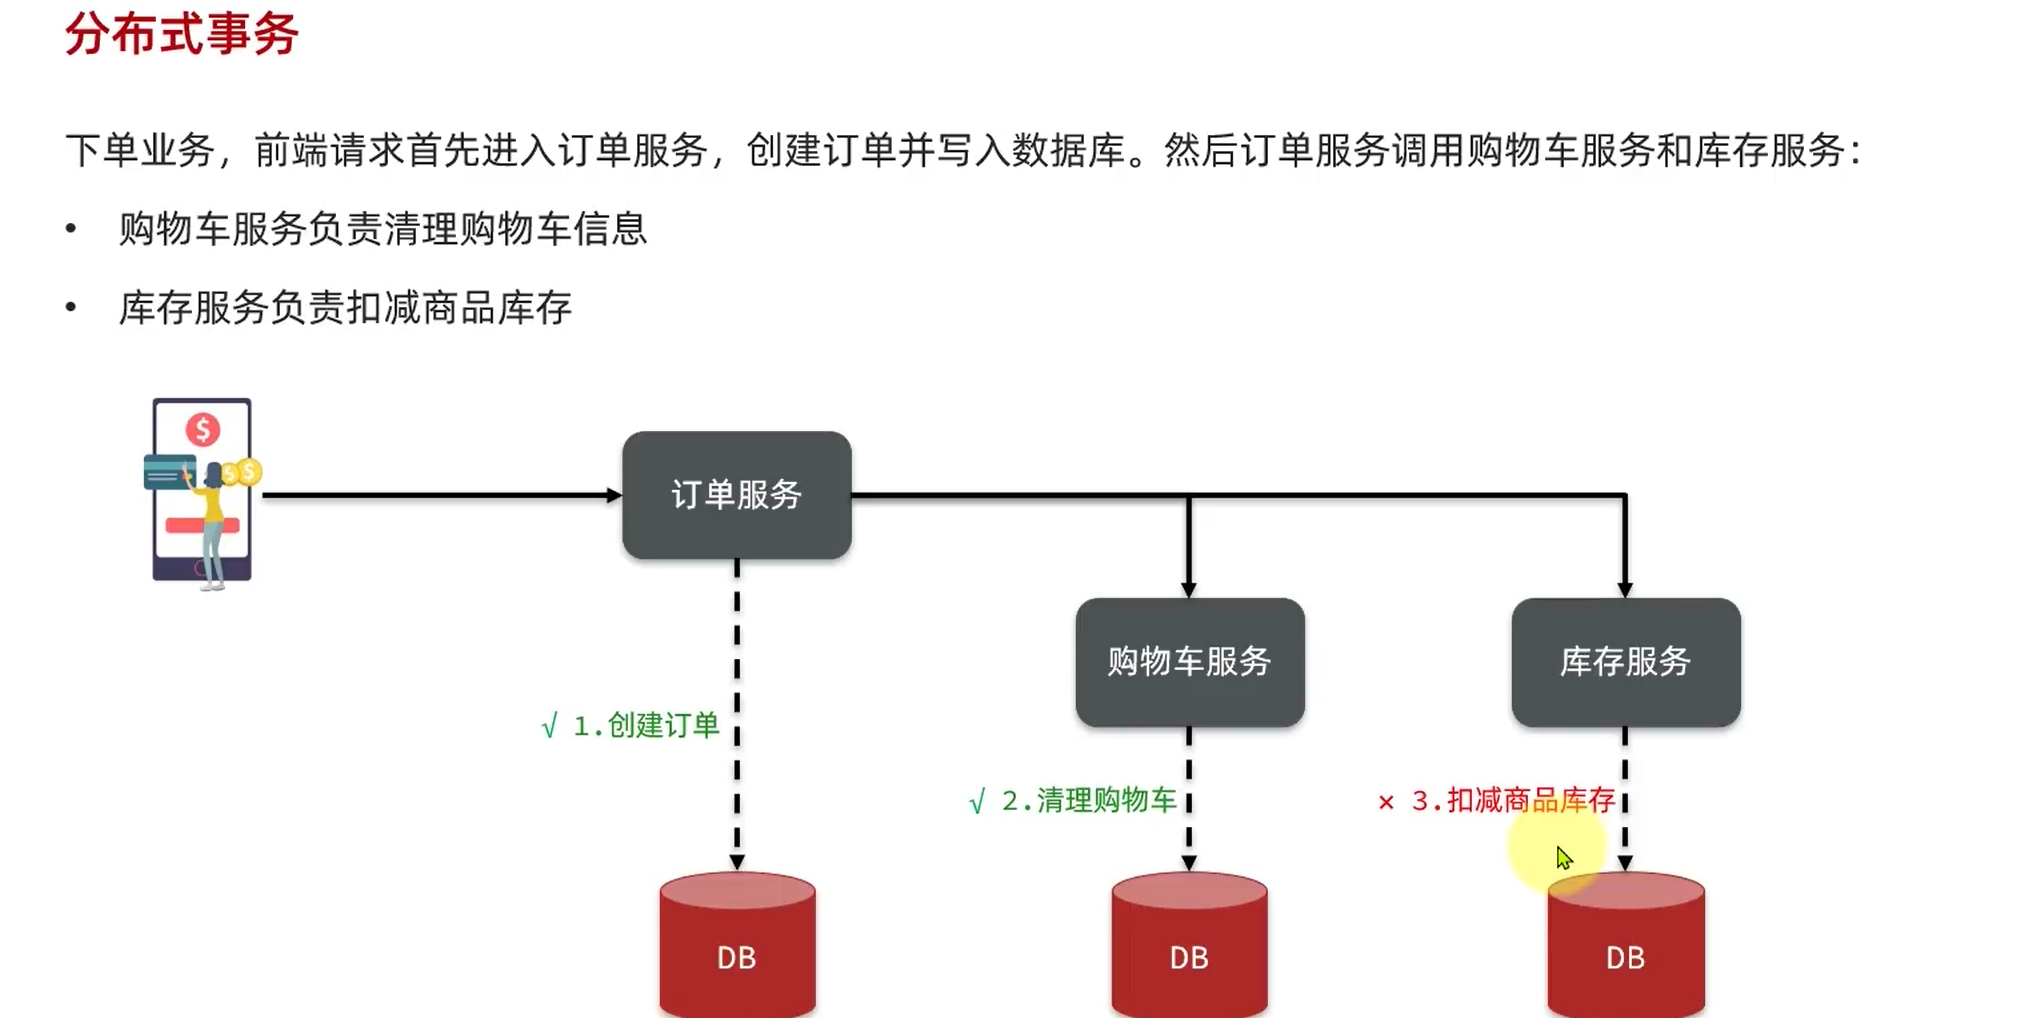 分布式事务
下单业务，前端请求首先进入订单服务，创建订单并写入数据库。然后订单服务调用购物车服务和库存服务：
• 购物车服务负责清理购物车信息
• 库存服务负责扣减商品库存
$
$ $
订单服务
购物车服务
库存服务
√ 1.创建订单
√ 2.清理购物车
× 3.扣减商品库存
DB
DB
DB